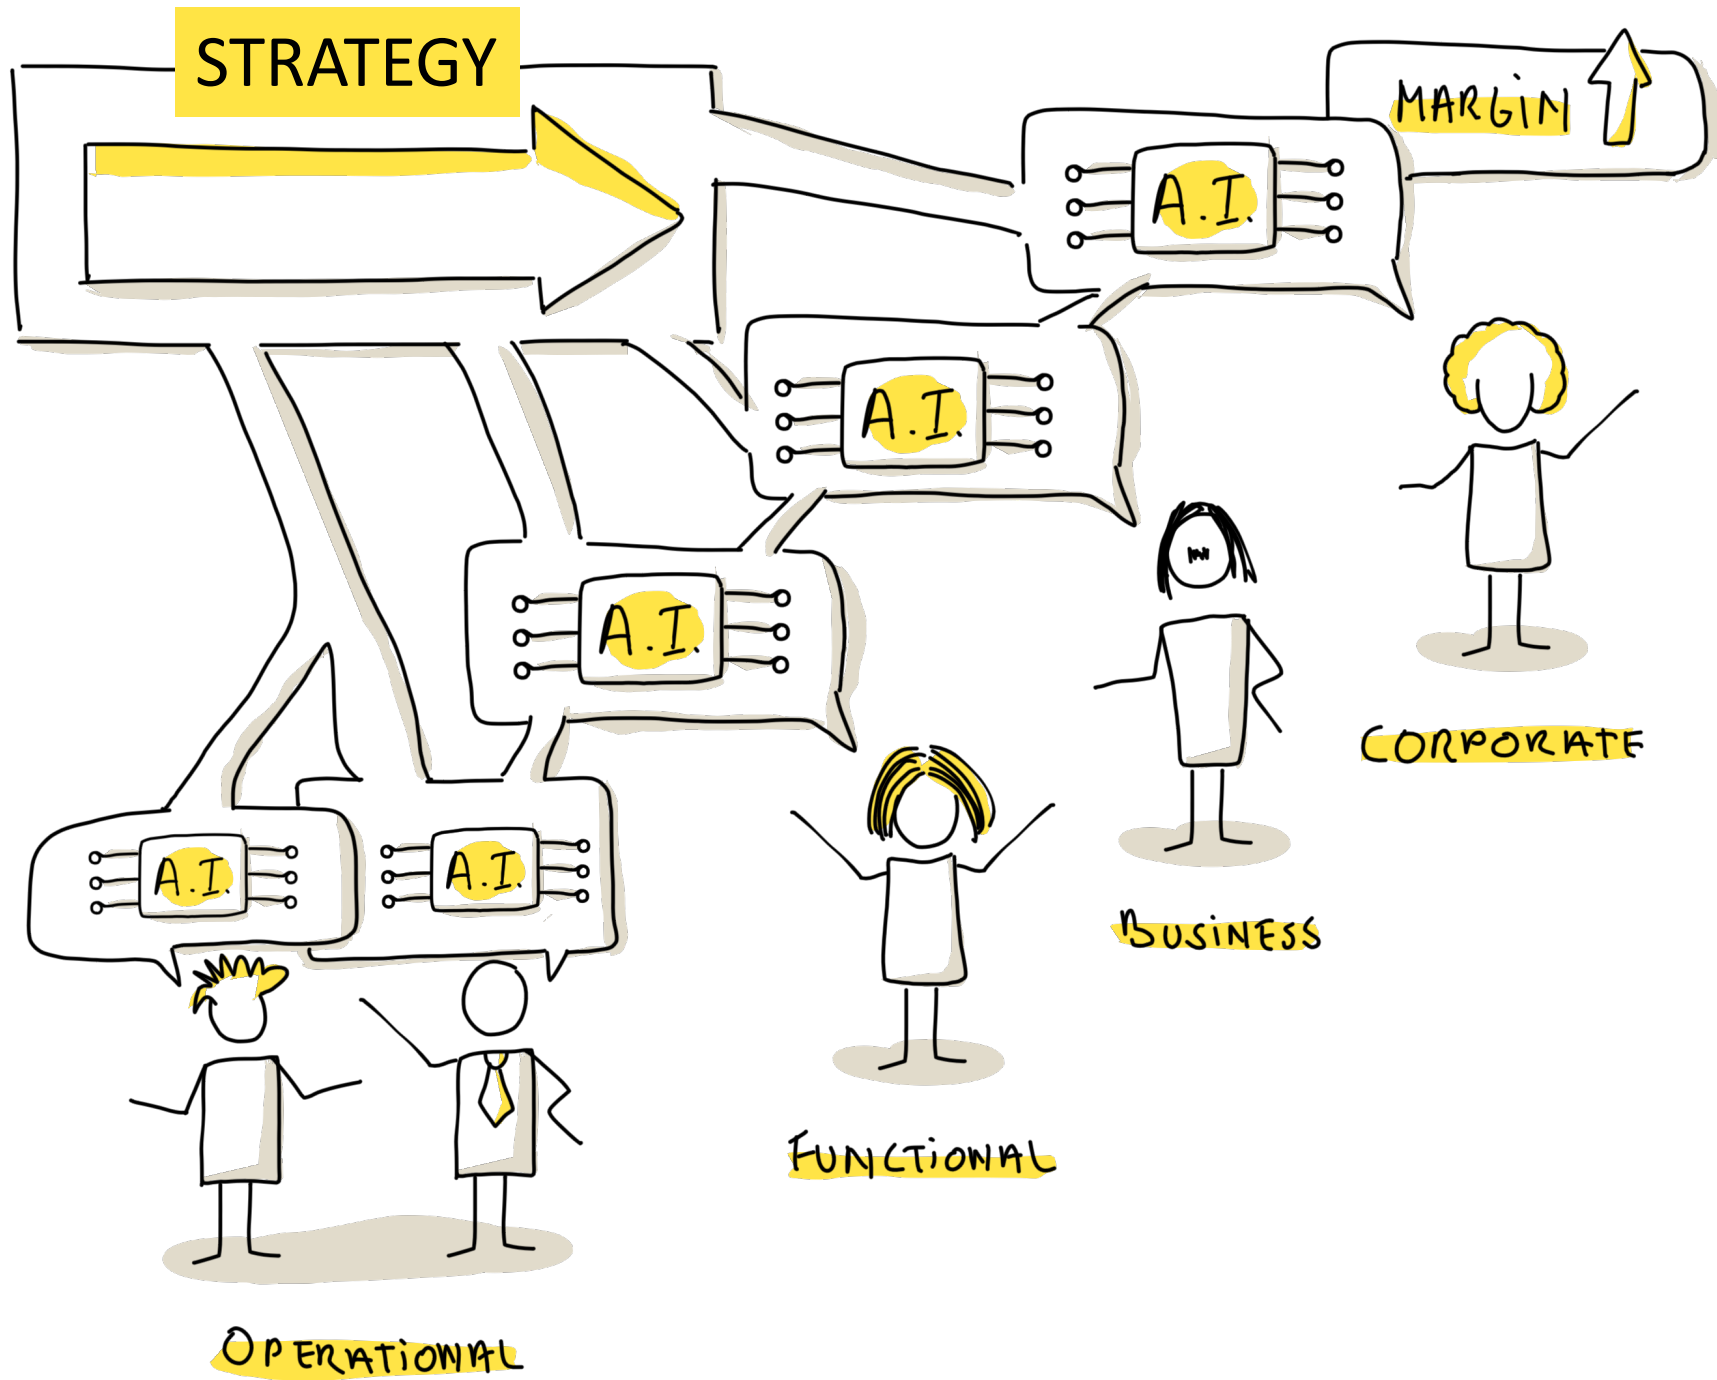 STRATEGY
MARGiN
A.I.
A.I.
A.I.
A.I.
A.I.
CORPORATE
BUSiNESS
FUNCTiONAL
OPERATiONAL